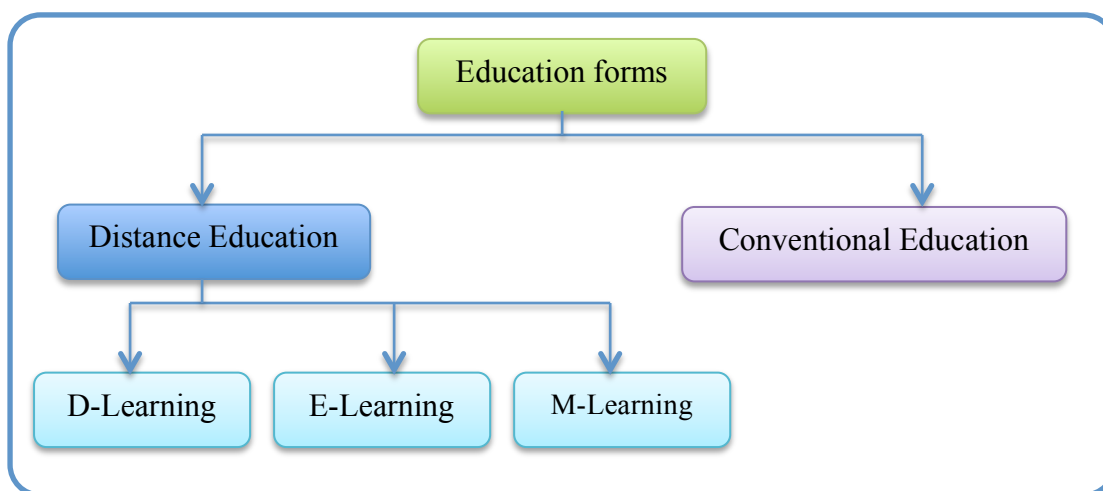 Education forms
Distance Education
Conventional Education
D-Learning
E-Learning
M-Learning